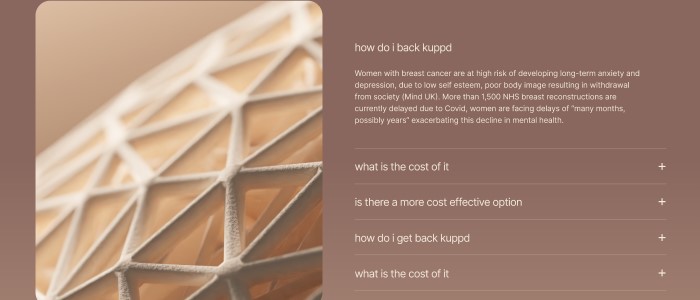 how do i back kuppd
Women with breast cancer are at high risk of developing long-term anxiety and
depression, due to low self esteem, poor body image resulting in withdrawal
from society (Mind UK). More than 1,500 NHS breast reconstructions are
currently delayed due to Covid, women are facing delays of "many months,
possibly years" exacerbating this decline in mental health.
what is the cost of it +
is there a more cost effective option +
how do i get back kuppd +
what is the cost of it +